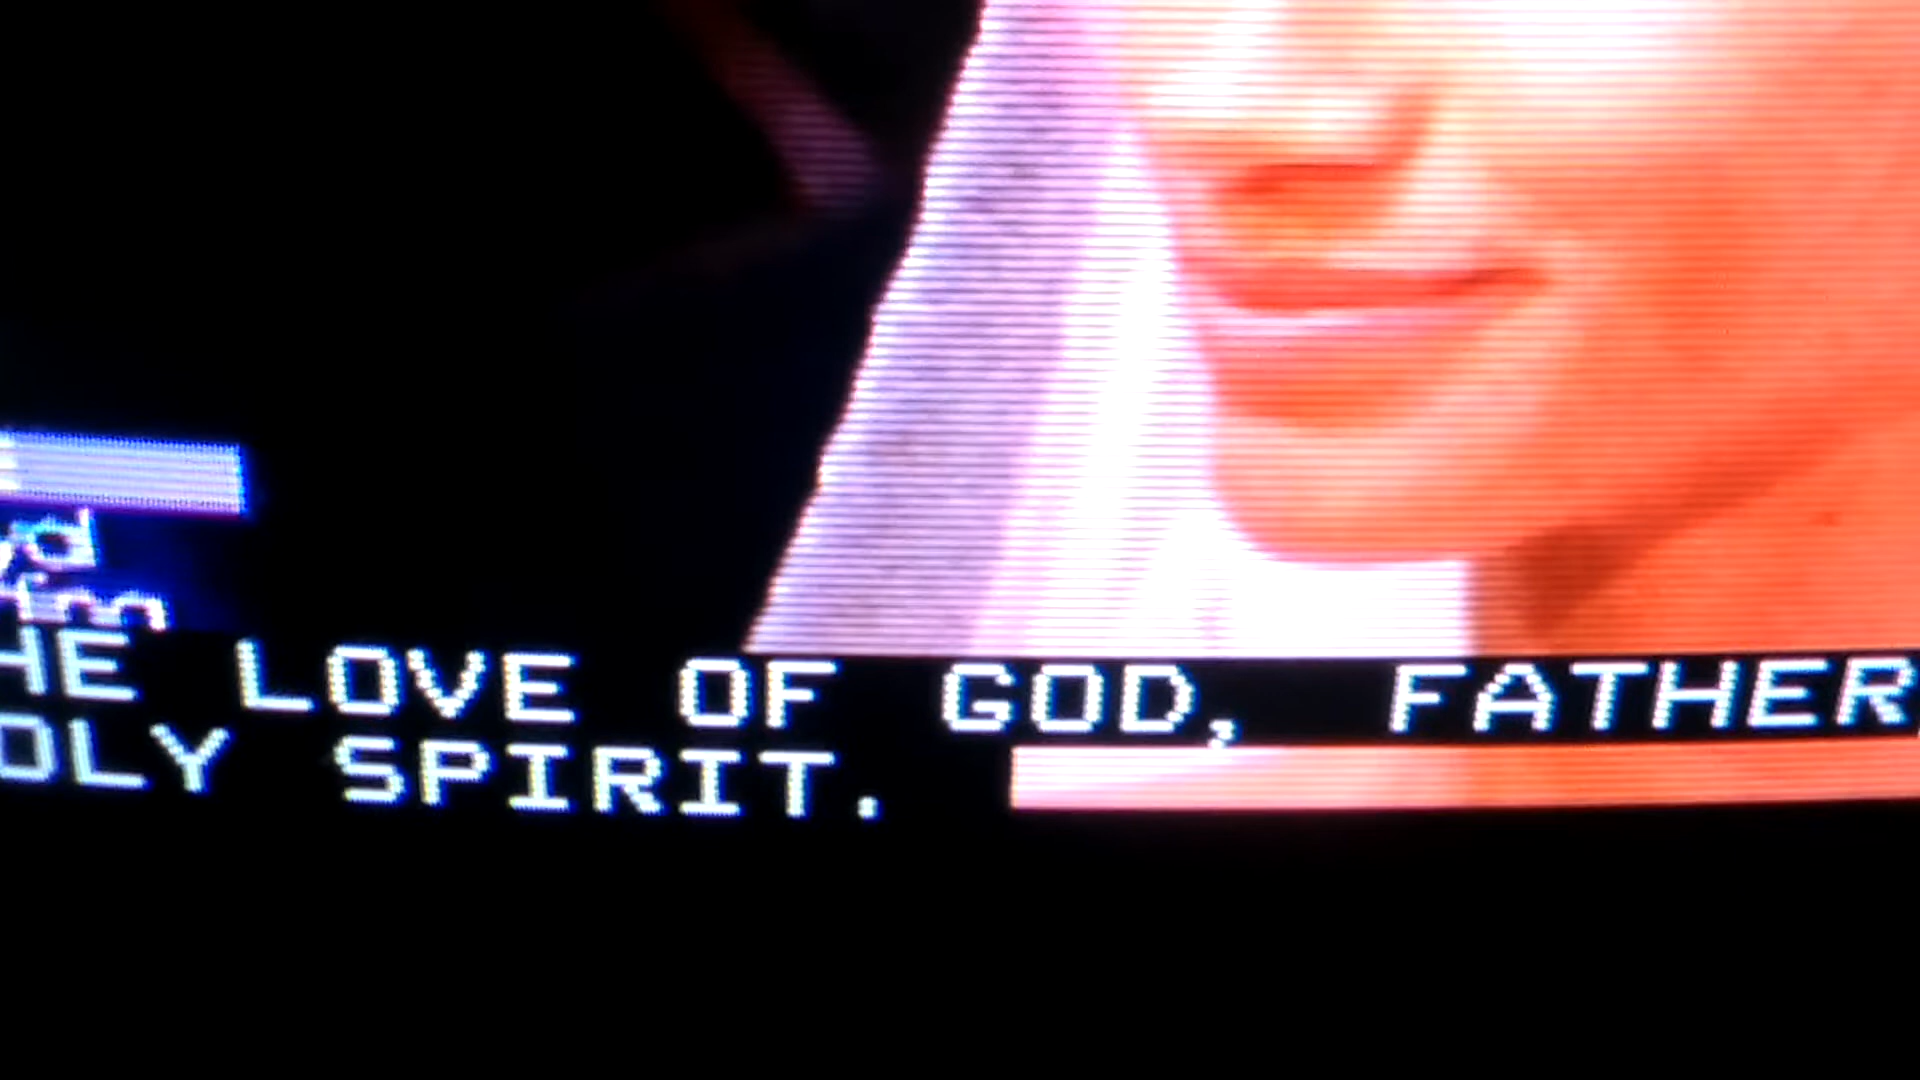 HE LOVE OF GOD, FATHER,
OLY SPIRIT.